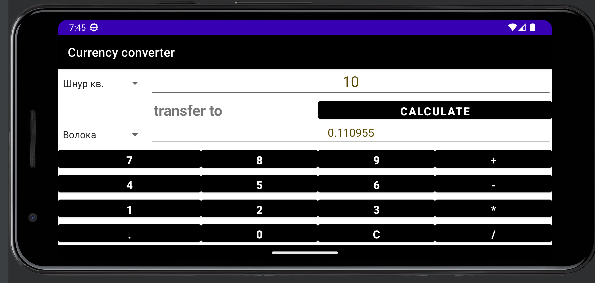 7:45
Currency converter
Шнур кв. 10
transfer to CALCULATE
Волока 0.110955
7 8 9 +
4 5 6 -
1 2 3 *
. 0 C /